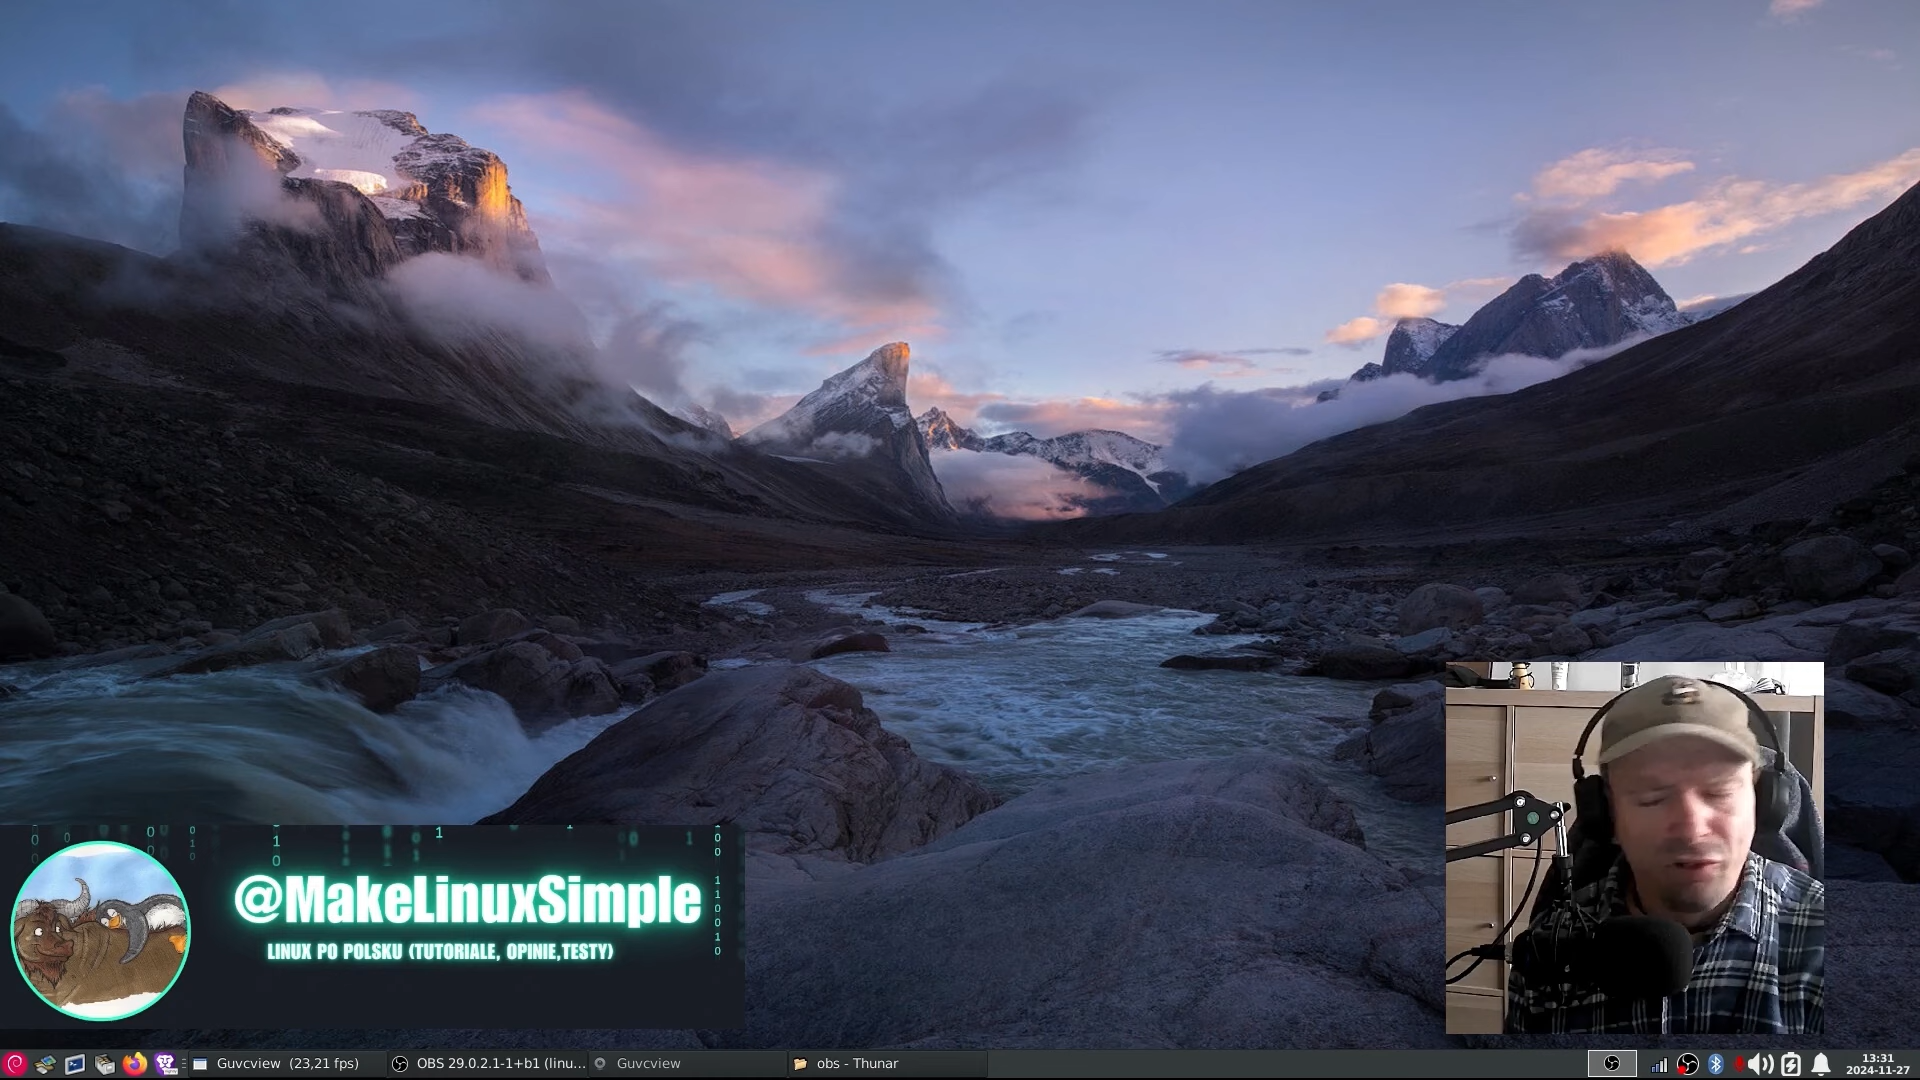 @MakeLinuxSimple
LINUX PO POLSKU (TUTORIALE, OPINIE,TESTY)
Guvcview (23,21 fps)
OBS 29.0.2.1-1+b1 (linu...
Guvcview
obs - Thunar
13:31
2024-11-27